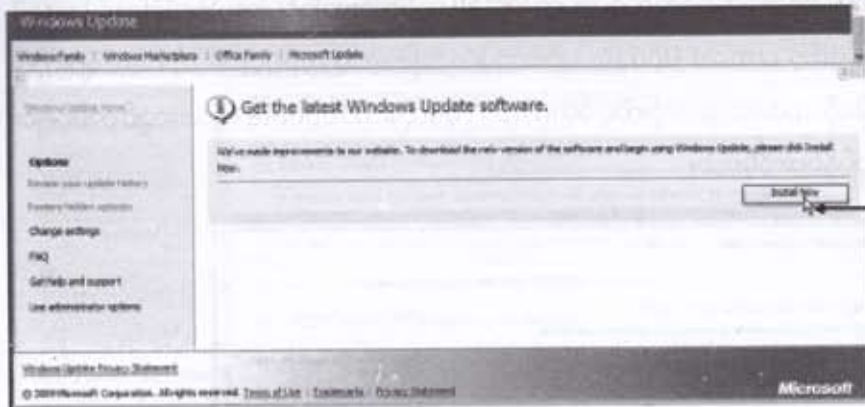 Windows Update
Windows Family | Windows Marketplace | Office Family | Microsoft Update
Windows Update Home
Get the latest Windows Update software.
We've made improvements to our website. To download the new version of the software and begin using Windows Update, please click Install
Now.
Install Now
Options
Review your update history
Restore hidden updates
Change settings
FAQ
Get help and support
Use administrator options
Windows Update Privacy Statement
© 2009 Microsoft Corporation. All rights reserved. Terms of Use | Trademarks | Privacy Statement
Microsoft